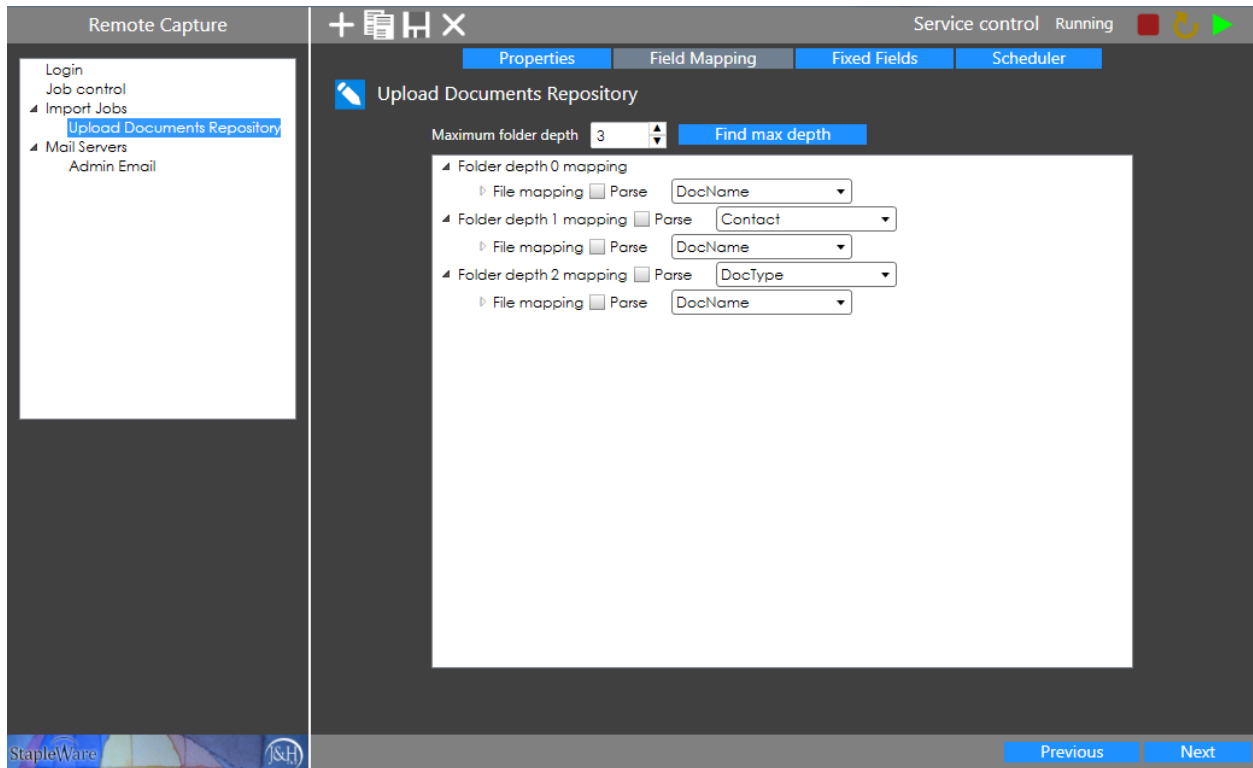 Remote Capture
Service control Running
Login
Job control
Import Jobs
Upload Documents Repository
Mail Servers
Admin Email
Properties Field Mapping Fixed Fields Scheduler
Upload Documents Repository
Maximum folder depth 3 Find max depth
Folder depth 0 mapping
File mapping Parse DocName
Folder depth 1 mapping Parse Contact
File mapping Parse DocName
Folder depth 2 mapping Parse DocType
File mapping Parse DocName
StapleWare J&H
Previous Next